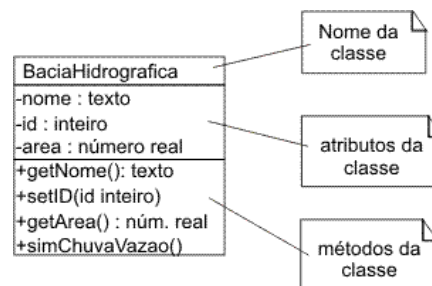 BaciaHidrografica
-nome : texto
-id : inteiro
-area : número real
+getNome(): texto
+setID(id inteiro)
+getArea() : núm. real
+simChuvaVazao()
Nome da
classe
atributos da
classe
métodos da
classe